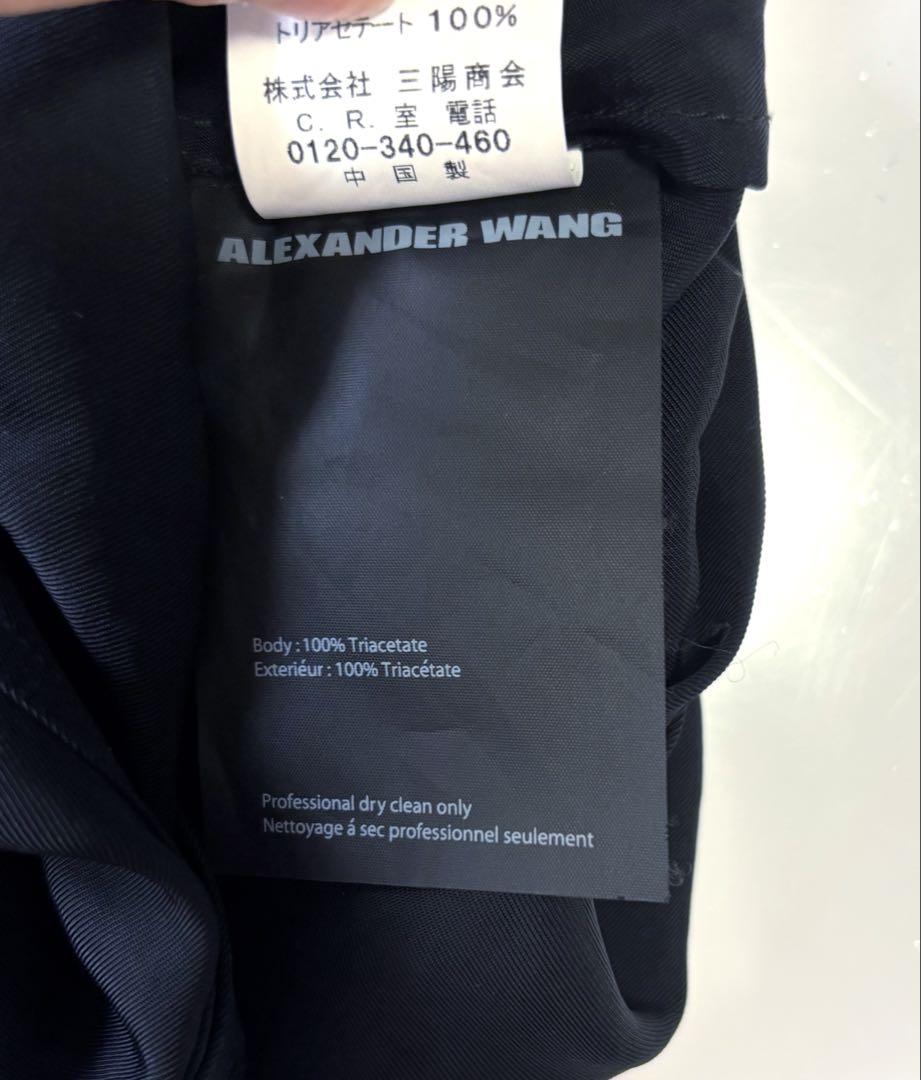 トリアセテート 100%
株式会社 三陽商会
C. R. 室 電話
0120-340-460
中国製
ALEXANDER WANG
Body : 100% Triacetate
Exteriéur : 100% Triacétate
Professional dry clean only
Nettoyage á sec professionnel seulement